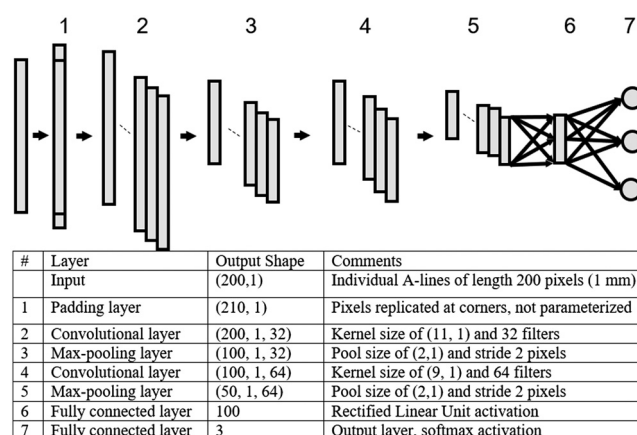 1 2 3 4 5 6 7
# Layer Output Shape Comments
Input (200,1) Individual A-lines of length 200 pixels (1 mm)
1 Padding layer (210, 1) Pixels replicated at corners, not parameterized
2 Convolutional layer (200, 1, 32) Kernel size of (11, 1) and 32 filters
3 Max-pooling layer (100, 1, 32) Pool size of (2,1) and stride 2 pixels
4 Convolutional layer (100, 1, 64) Kernel size of (9, 1) and 64 filters
5 Max-pooling layer (50, 1, 64) Pool size of (2,1) and stride 2 pixels
6 Fully connected layer 100 Rectified Linear Unit activation
7 Fully connected layer 3 Output layer, softmax activation